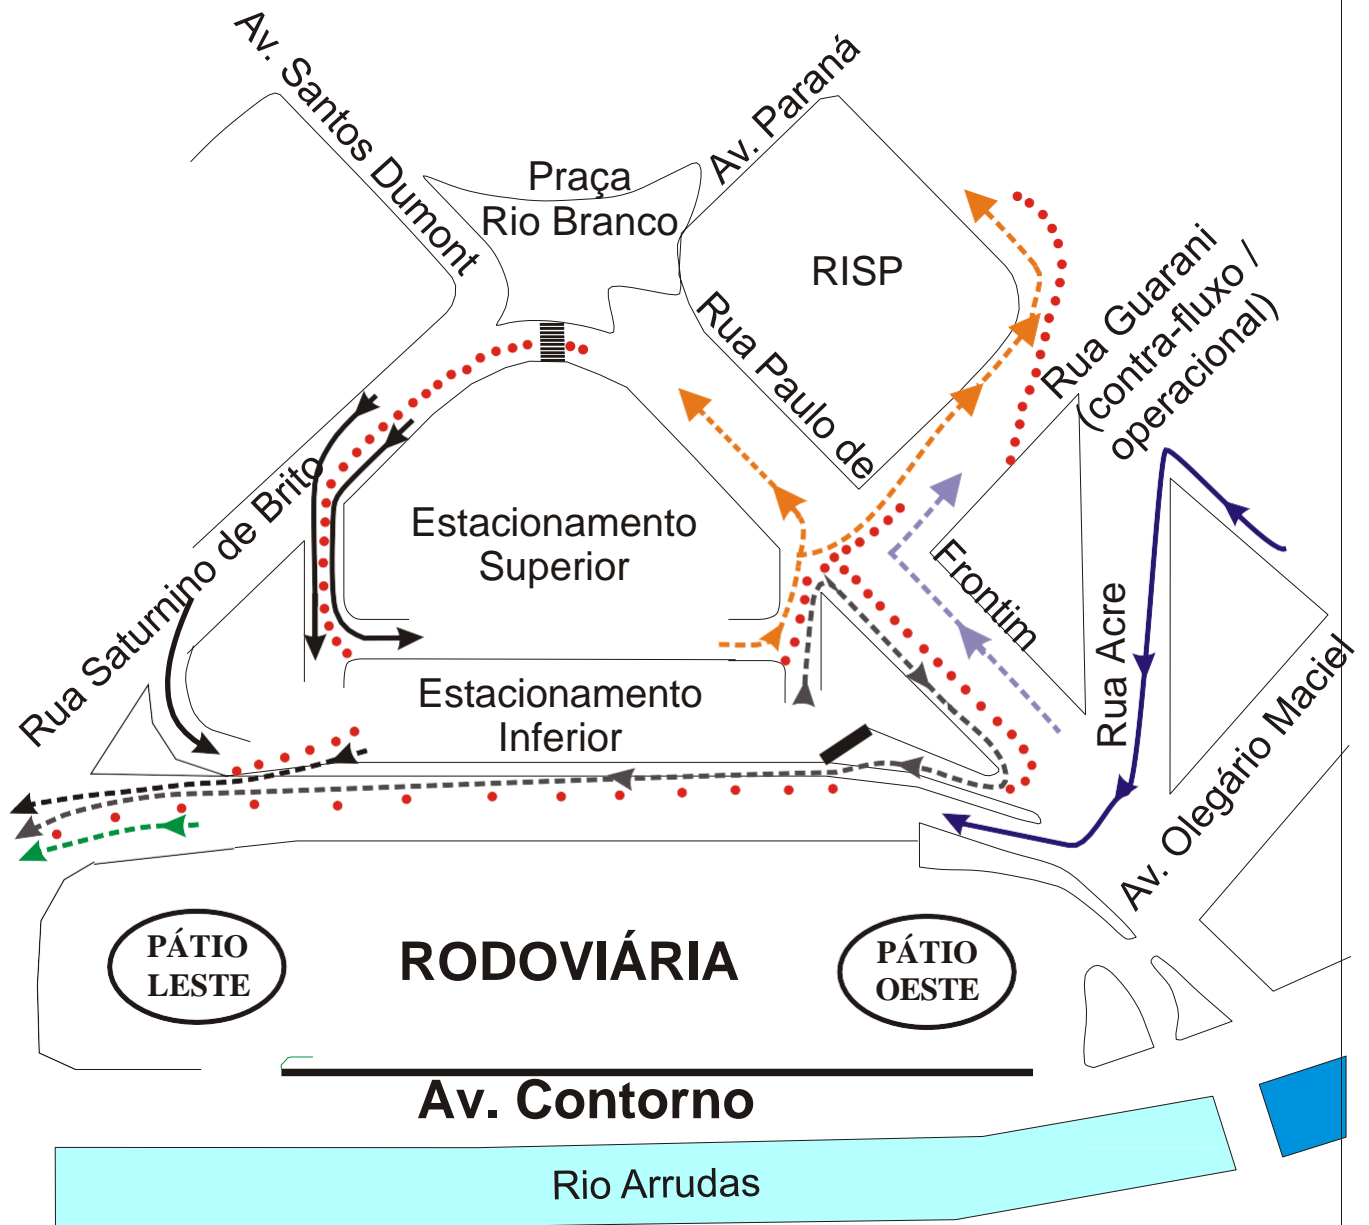 Av. Santos Dumont
Praça
Rio Branco
Av. Paraná
RISP
Rua Guarani
(contra-fluxo /
operacional)
Rua Paulo de
Frontim
Rua Saturnino de Brito
Estacionamento
Superior
Estacionamento
Inferior
Rua Acre
Av. Olegário Maciel
PÁTIO
LESTE
RODOVIÁRIA
PÁTIO
OESTE
Av. Contorno
Rio Arrudas